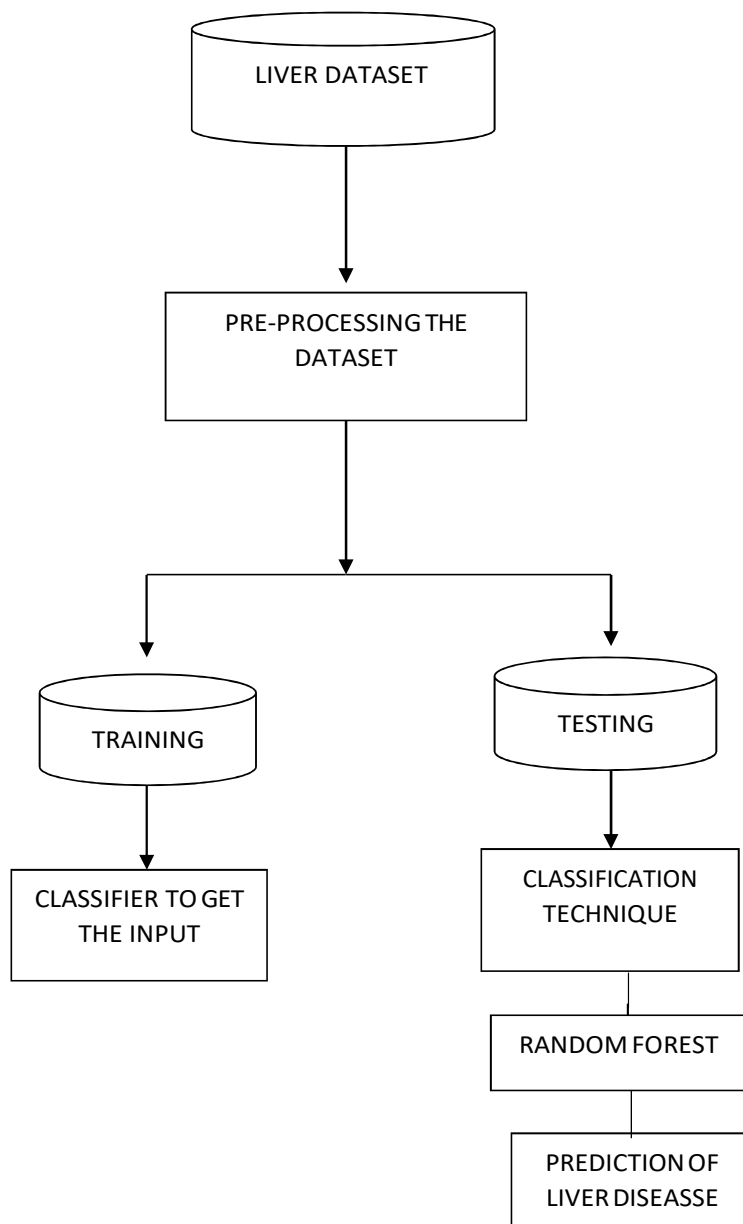 LIVER DATASET
PRE-PROCESSING THE
DATASET
TRAINING
TESTING
CLASSIFIER TO GET
THE INPUT
CLASSIFICATION
TECHNIQUE
RANDOM FOREST
PREDICTION OF
LIVER DISEASSE